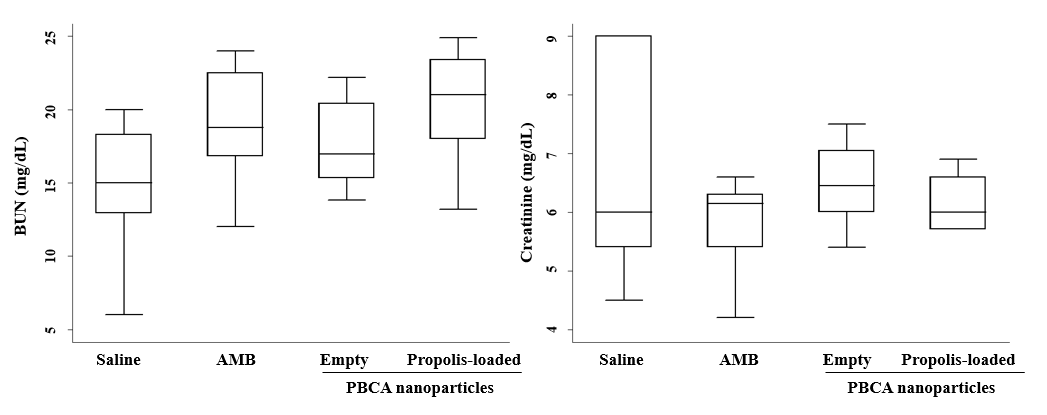 BUN (mg/dL)
25
20
15
10
5
Saline AMB Empty Propolis-loaded
PBCA nanoparticles
Creatinine (mg/dL)
9
8
7
6
5
4
Saline AMB Empty Propolis-loaded
PBCA nanoparticles